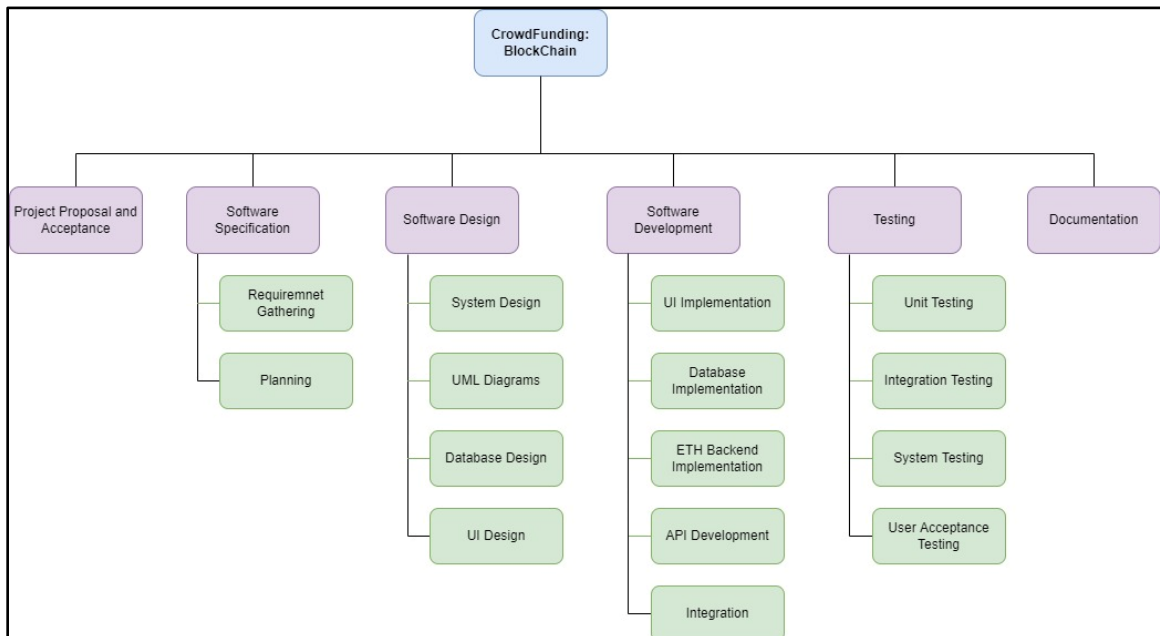 CrowdFunding:
BlockChain
Project Proposal and
Acceptance
Software
Specification
Software Design
Software
Development
Testing
Documentation
Requiremnet
Gathering
Planning
System Design
UML Diagrams
Database Design
UI Design
UI Implementation
Database
Implementation
ETH Backend
Implementation
API Development
Integration
Unit Testing
Integration Testing
System Testing
User Acceptance
Testing